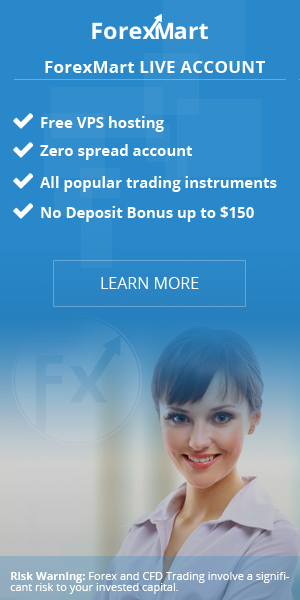 ForexMart
ForexMart LIVE ACCOUNT
Free VPS hosting
Zero spread account
All popular trading instruments
No Deposit Bonus up to $150
LEARN MORE
Fx
Risk Warning: Forex and CFD Trading involve a signifi-
cant risk to your invested capital.